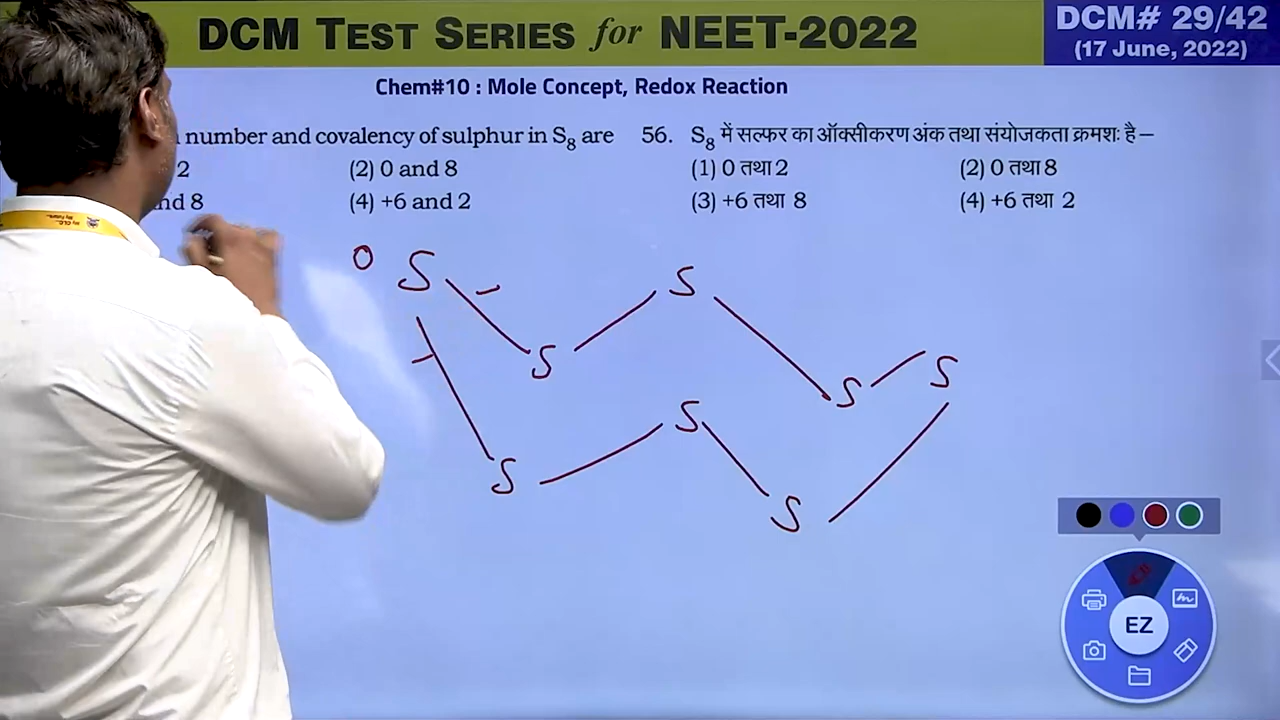 DCM TEST SERIES for NEET-2022
DCM# 29/42
(17 June, 2022)
Chem#10 : Mole Concept, Redox Reaction
number and covalency of sulphur in S₈ are
2
(2) 0 and 8
and 8
(4) +6 and 2
56. S₈ में सल्फर का ऑक्सीकरण अंक तथा संयोजकता क्रमशः है –
(1) 0 तथा 2
(2) 0 तथा 8
(3) +6 तथा 8
(4) +6 तथा 2
0 S S
S S S
S
S S
EZ